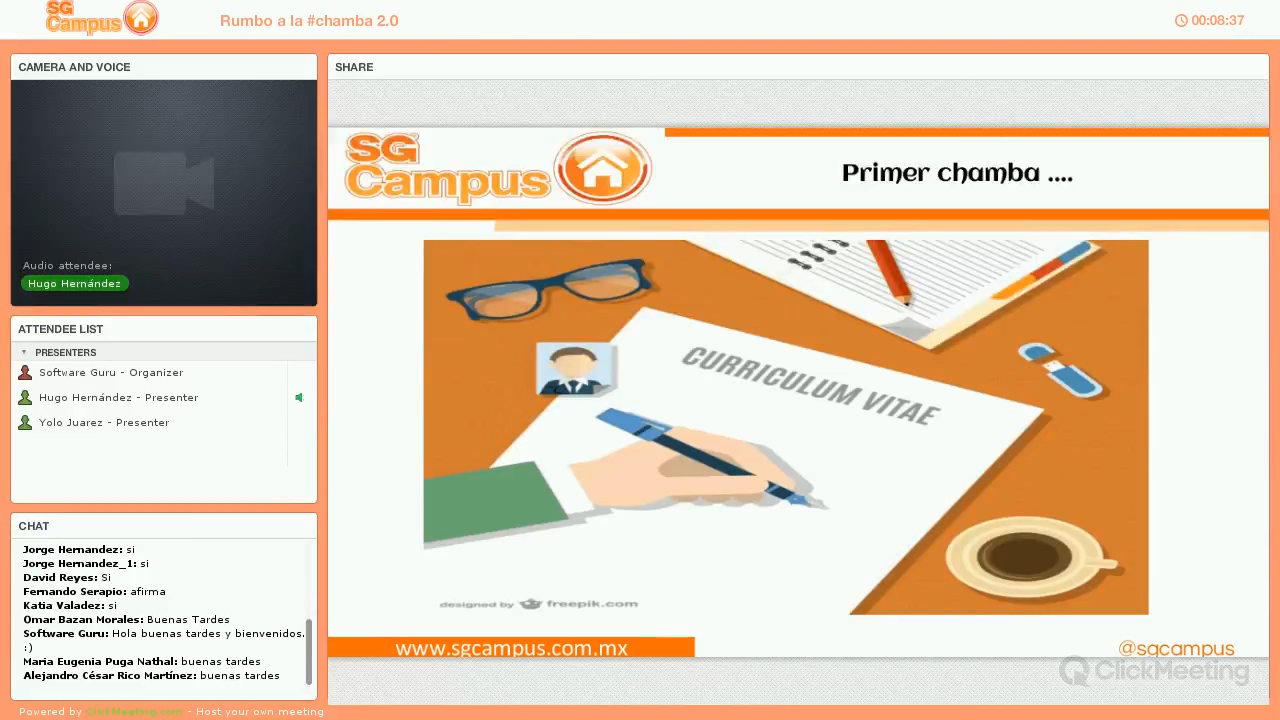 SG
Campus
Rumbo a la #chamba 2.0
00:08:37
CAMERA AND VOICE
Audio attendee:
Hugo Hernández
ATTENDEE LIST
PRESENTERS
Software Guru - Organizer
Hugo Hernández - Presenter
Yolo Juarez - Presenter
CHAT
Jorge Hernandez: si
Jorge Hernandez_1: si
David Reyes: Si
Fernando Serapio: afirma
Katia Valadez: si
Omar Bazan Morales: Buenas Tardes
Software Guru: Hola buenas tardes y bienvenidos.
:)
Maria Eugenia Puga Nathal: buenas tardes
Alejandro César Rico Martínez: buenas tardes
Powered by ClickMeeting.com - Host your own meeting
SHARE
SG
Campus
Primer chamba ....
CURRICULUM VITAE
designed by freepik.com
www.sgcampus.com.mx
@sgcampus
ClickMeeting